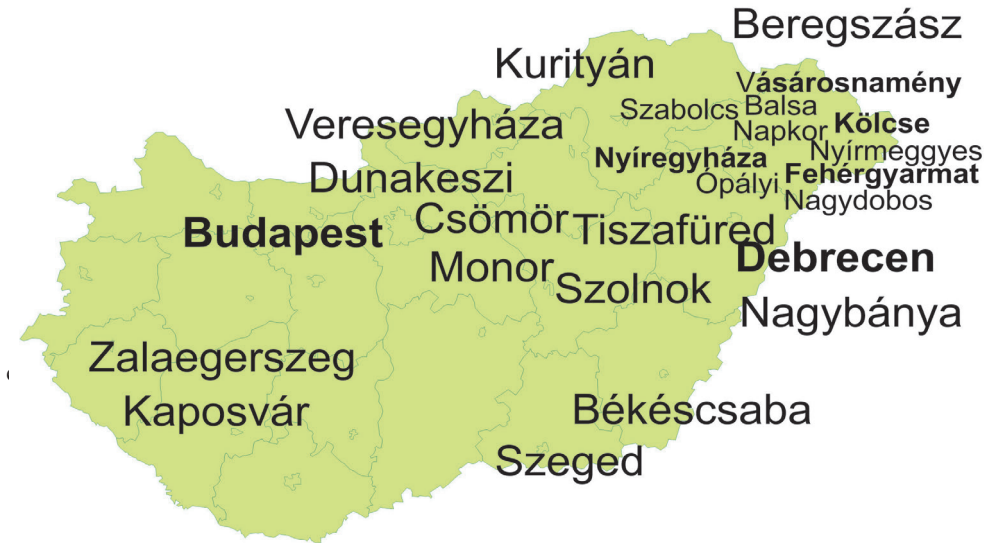 Beregszász
Kurityán
Vásárosnamény
Szabolcs Balsa
Veresegyháza
Napkor Kölcse
Nyíregyháza
Nyírmeggyes
Dunakeszi
Ópályi Fehérgyarmat
Nagydobos
Csömör Tiszafüred
Budapest
Debrecen
Monor
Szolnok
Nagybánya
Zalaegerszeg
Kaposvár
Békéscsaba
Szeged